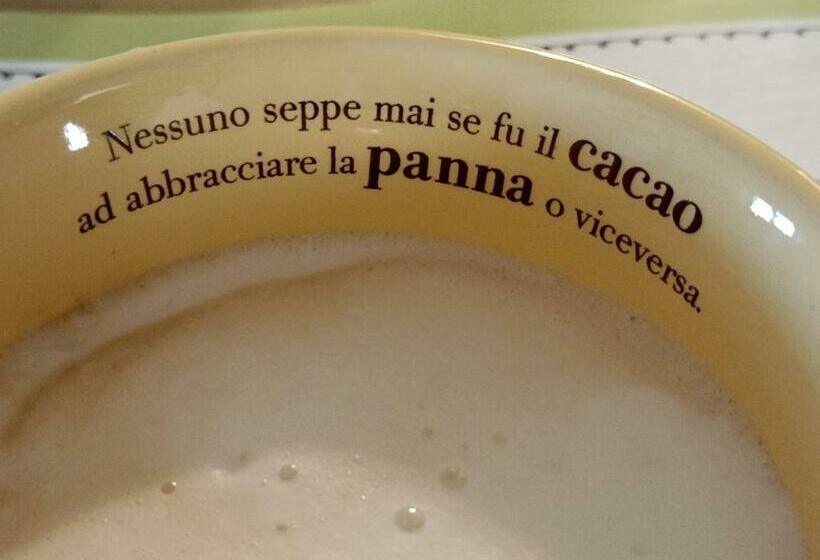 Nessuno seppe mai se fu il cacao
ad abbracciare la panna o viceversa.